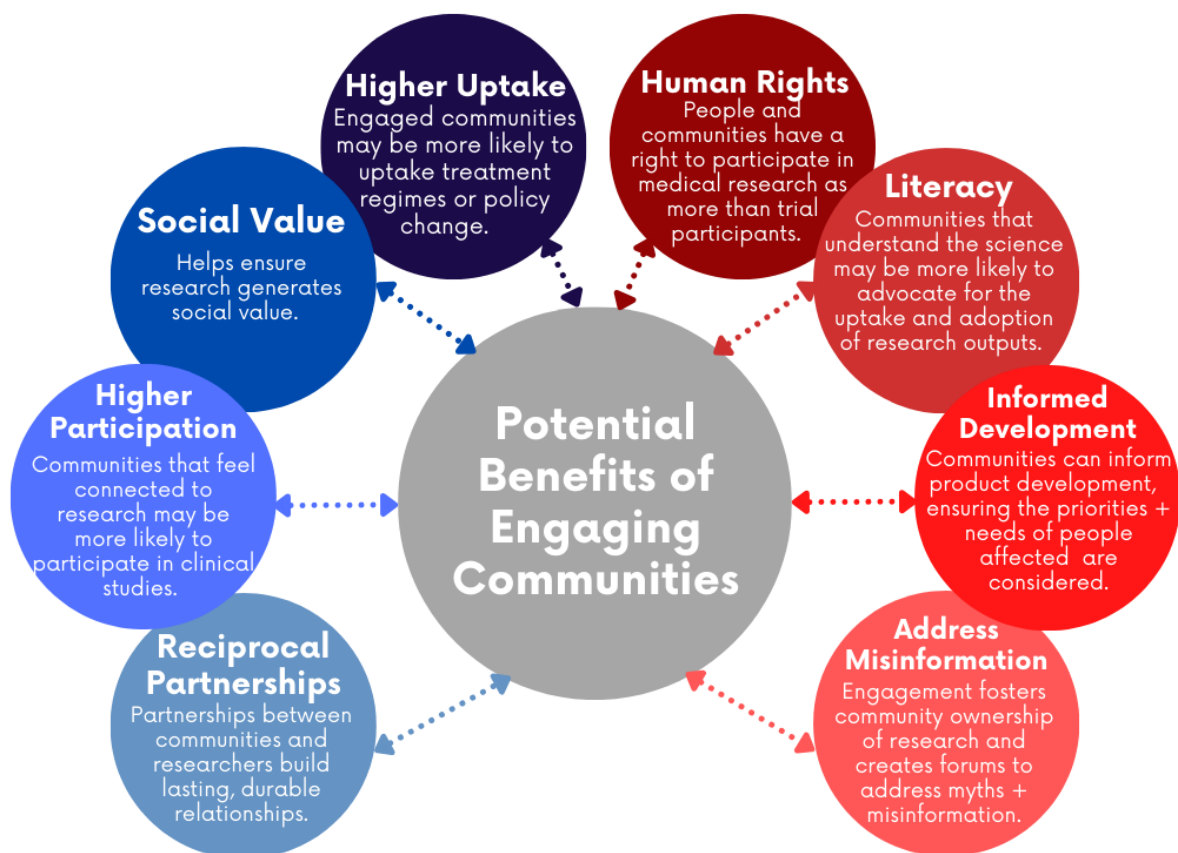 Higher Uptake
Engaged communities
may be more likely to
uptake treatment
regimes or policy
change.
Human Rights
People and
communities have a
right to participate in
medical research as
more than trial
participants.
Social Value
Helps ensure
research generates
social value.
Literacy
Communities that
understand the science
may be more likely to
advocate for the
uptake and adoption
of research outputs.
Higher
Participation
Communities that feel
connected to
research may be
more likely to
participate in clinical
studies.
Potential
Benefits of
Engaging
Communities
Informed
Development
Communities can inform
product development,
ensuring the priorities +
needs of people
affected are
considered.
Reciprocal
Partnerships
Partnerships between
communities and
researchers build
lasting, durable
relationships.
Address
Misinformation
Engagement fosters
community ownership
of research and
creates forums to
address myths +
misinformation.